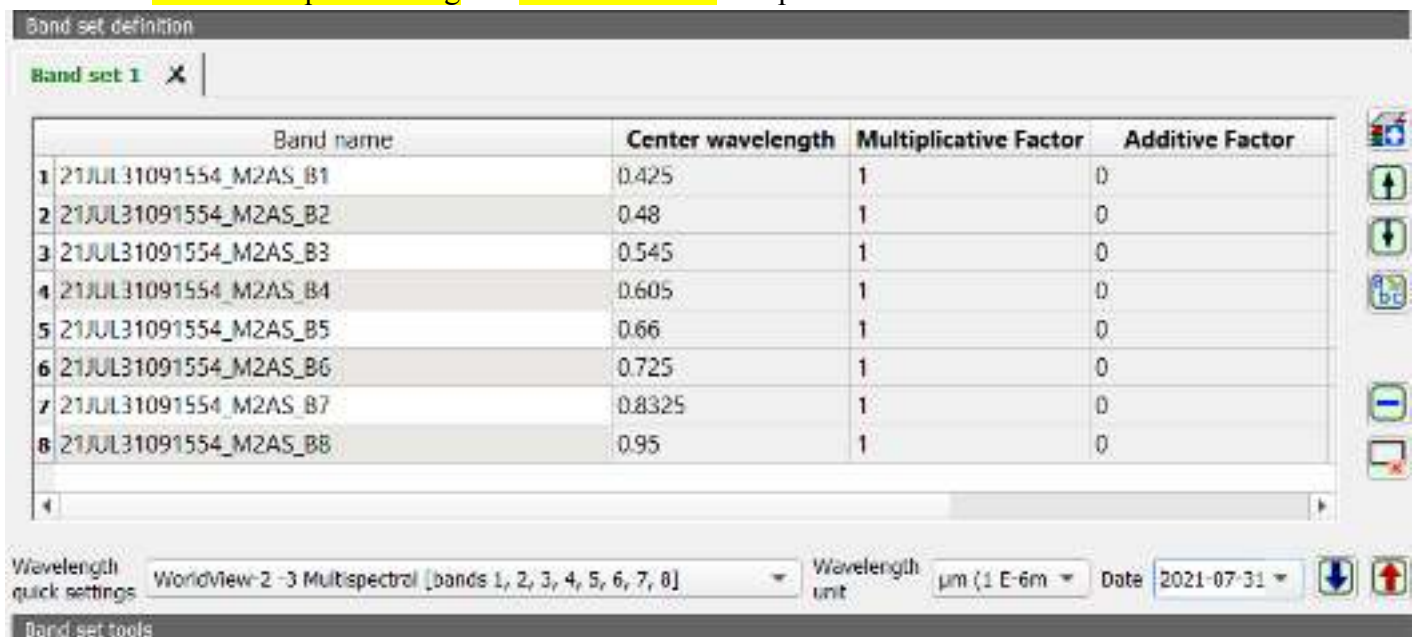 Band set definition
Band set 1
Band name Center wavelength Multiplicative Factor Additive Factor
1 21JUL31091554_M2AS_B1 0.425 1 0
2 21JUL31091554_M2AS_B2 0.48 1 0
3 21JUL31091554_M2AS_B3 0.545 1 0
4 21JUL31091554_M2AS_B4 0.605 1 0
5 21JUL31091554_M2AS_B5 0.66 1 0
6 21JUL31091554_M2AS_B6 0.725 1 0
7 21JUL31091554_M2AS_B7 0.8325 1 0
8 21JUL31091554_M2AS_B8 0.95 1 0
Wavelength quick settings WorldView-2 -3 Multispectral [bands 1, 2, 3, 4, 5, 6, 7, 8] Wavelength unit µm (1 E-6m Date 2021-07-31
Band set tools